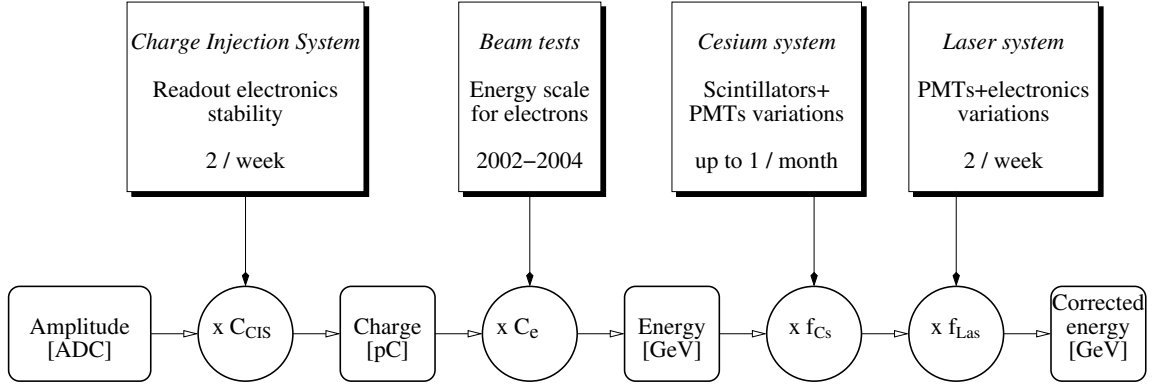 Charge Injection System
Readout electronics
stability
2 / week
Beam tests
Energy scale
for electrons
2002−2004
Cesium system
Scintillators+
PMTs variations
up to 1 / month
Laser system
PMTs+electronics
variations
2 / week
Amplitude
[ADC]
x C_CIS
Charge
[pC]
x C_e
Energy
[GeV]
x f_Cs
x f_Las
Corrected
energy
[GeV]